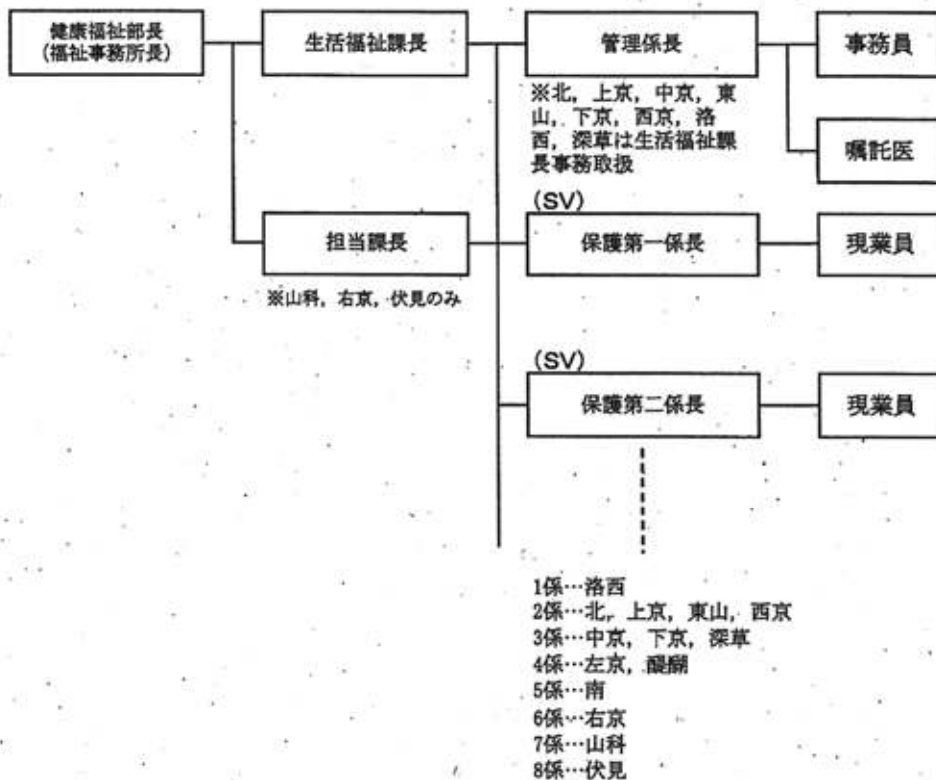 健康福祉部長
(福祉事務所長)
生活福祉課長
管理係長
事務員
※北，上京，中京，東
山，下京，西京，洛
西，深草は生活福祉課
長事務取扱
嘱託医
(SV)
担当課長
保護第一係長
現業員
※山科，右京，伏見のみ
(SV)
保護第二係長
現業員
1係…洛西
2係…北，上京，東山，西京
3係…中京，下京，深草
4係…左京，醍醐
5係…南
6係…右京
7係…山科
8係…伏見